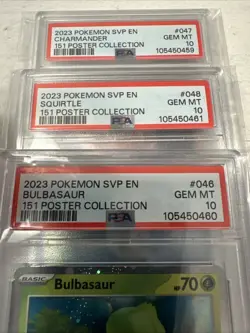 2023 POKEMON SVP EN #047
CHARMANDER GEM MT
151 POSTER COLLECTION 10
PSA 105450459
2023 POKEMON SVP EN #048
SQUIRTLE GEM MT
151 POSTER COLLECTION 10
PSA 105450461
2023 POKEMON SVP EN #046
BULBASAUR GEM MT
151 POSTER COLLECTION 10
PSA 105450460
BASIC Bulbasaur HP 70